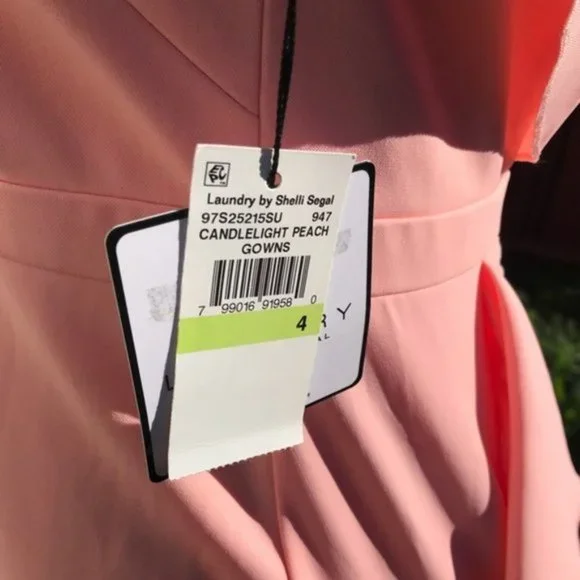 Laundry by Shelli Segal
97S25215SU 947
CANDLELIGHT PEACH
GOWNS
7 99016 91958 0
4
R Y
A L